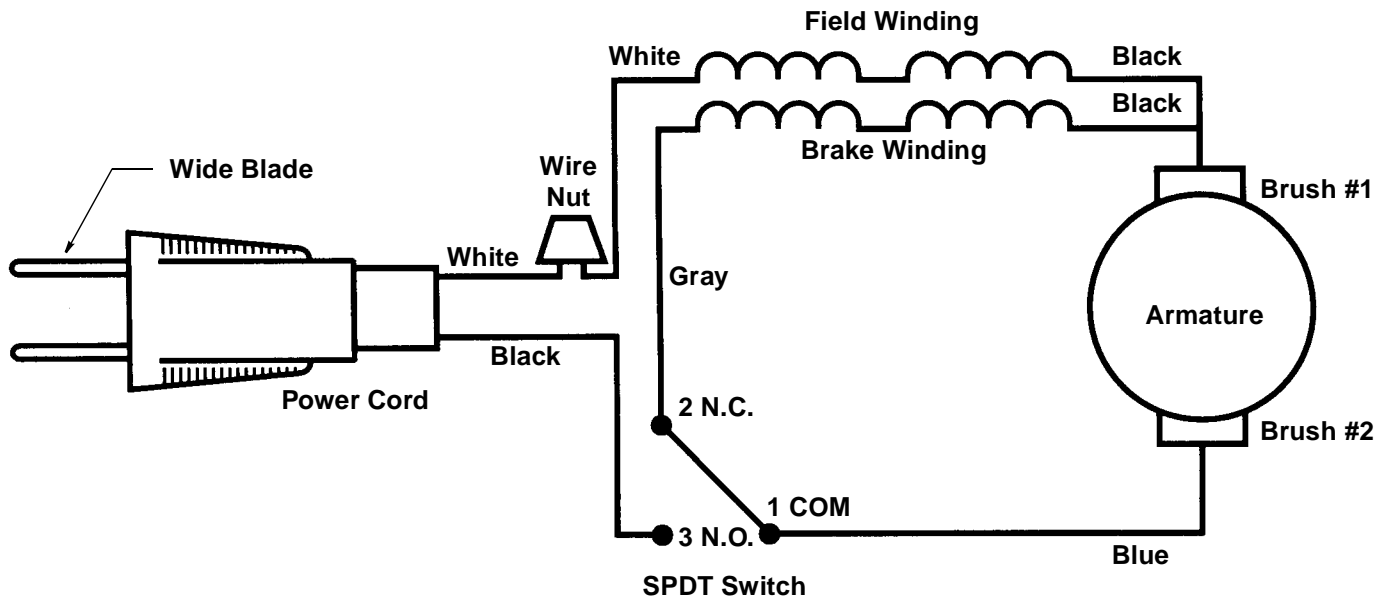 Field Winding
White
Black
Black
Brake Winding
Wide Blade
Wire
Nut
Brush #1
White
Gray
Armature
Black
Power Cord
2 N.C.
Brush #2
1 COM
3 N.O.
Blue
SPDT Switch